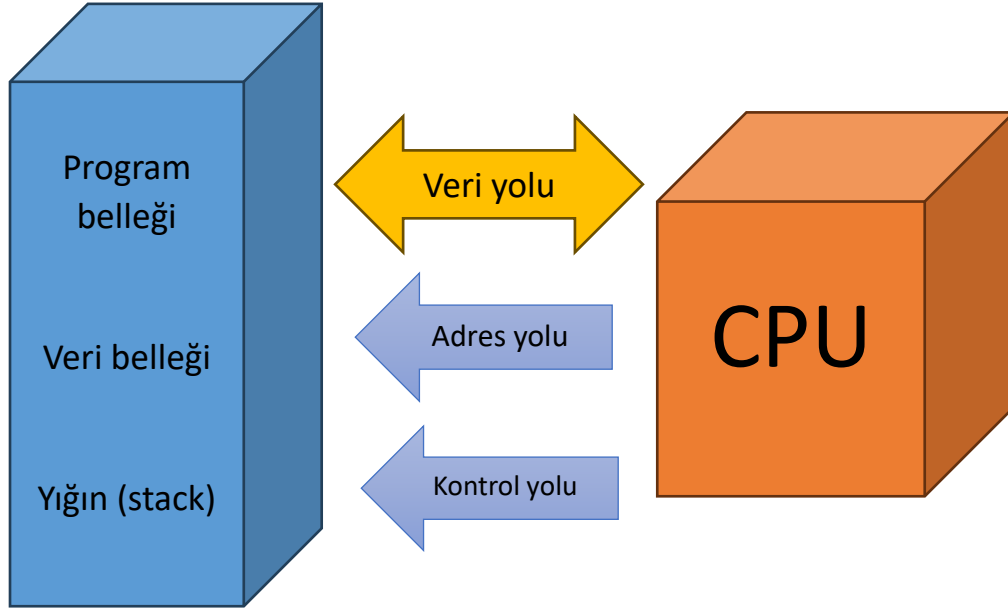 Program
belleği
Veri belleği
Yığın (stack)
Veri yolu
Adres yolu
Kontrol yolu
CPU